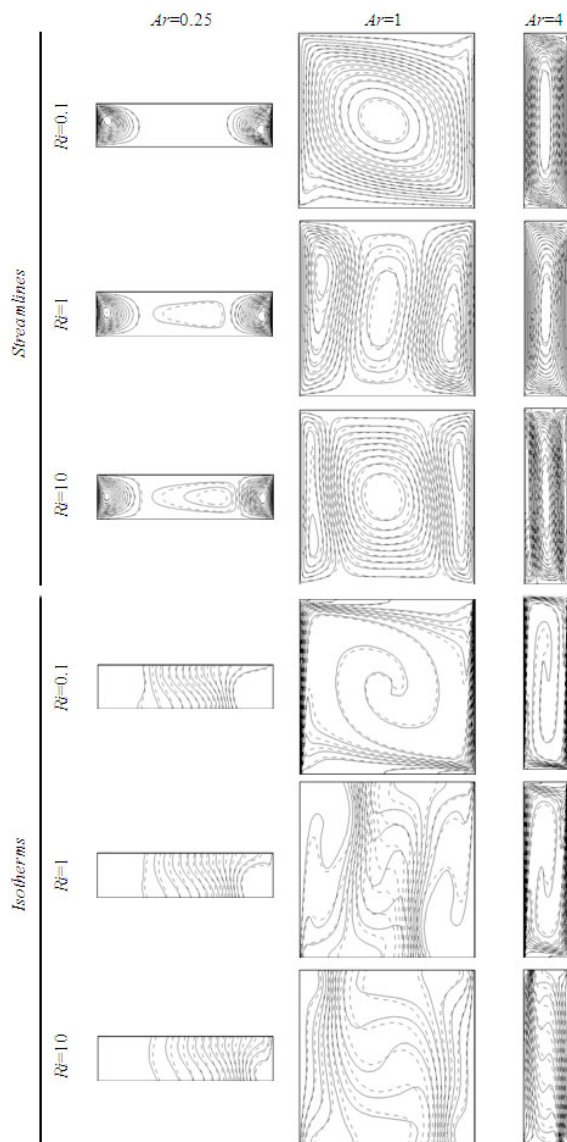 Ar=0.25 Ar=1 Ar=4
Streamlines
Ri=0.1
Ri=1
Ri=10
Isotherms
Ri=0.1
Ri=1
Ri=10